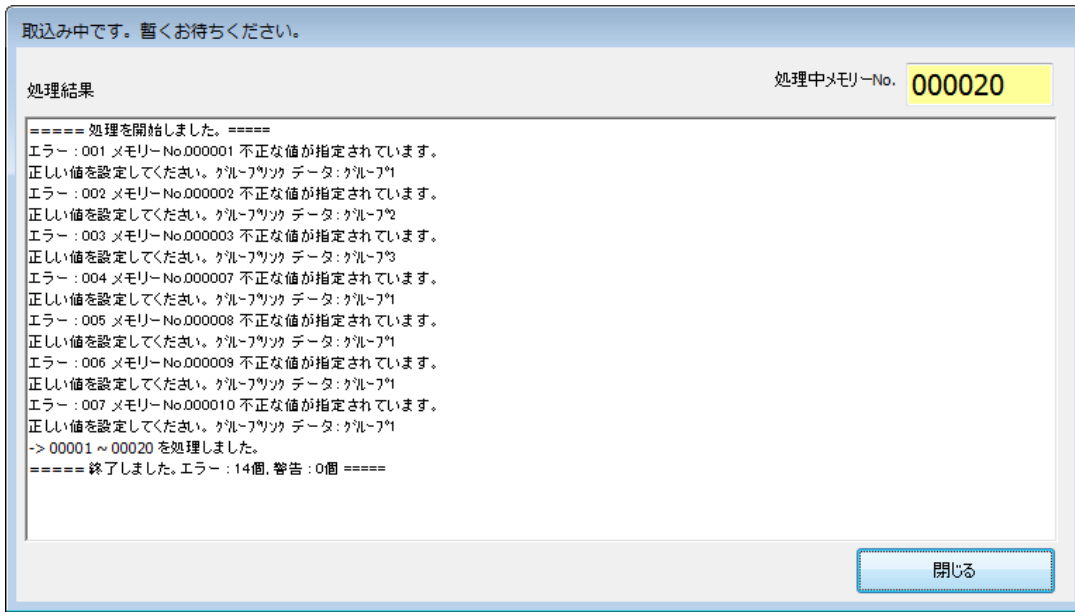 取込み中です。暫くお待ちください。
処理結果
処理中メモリーNo. 000020
===== 処理を開始しました。=====
エラー : 001 メモリーNo.000001 不正な値が指定されています。
正しい値を設定してください。グループリンク データ : グループ1
エラー : 002 メモリーNo.000002 不正な値が指定されています。
正しい値を設定してください。グループリンク データ : グループ2
エラー : 003 メモリーNo.000003 不正な値が指定されています。
正しい値を設定してください。グループリンク データ : グループ3
エラー : 004 メモリーNo.000007 不正な値が指定されています。
正しい値を設定してください。グループリンク データ : グループ1
エラー : 005 メモリーNo.000008 不正な値が指定されています。
正しい値を設定してください。グループリンク データ : グループ1
エラー : 006 メモリーNo.000009 不正な値が指定されています。
正しい値を設定してください。グループリンク データ : グループ1
エラー : 007 メモリーNo.000010 不正な値が指定されています。
正しい値を設定してください。グループリンク データ : グループ1
-> 00001 ~ 00020 を処理しました。
===== 終了しました。エラー : 14個, 警告 : 0個 =====
閉じる